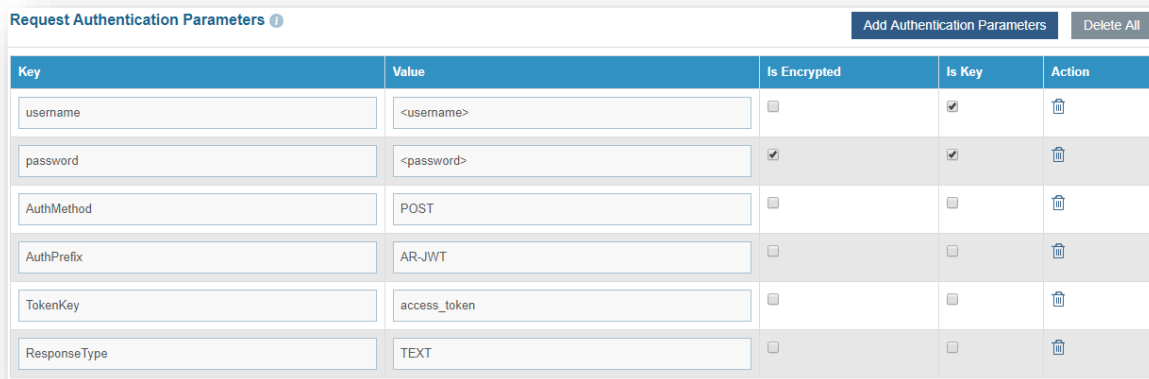 Request Authentication Parameters i Add Authentication Parameters Delete All
Key Value Is Encrypted Is Key Action
username <username>
password <password>
AuthMethod POST
AuthPrefix AR-JWT
TokenKey access_token
ResponseType TEXT